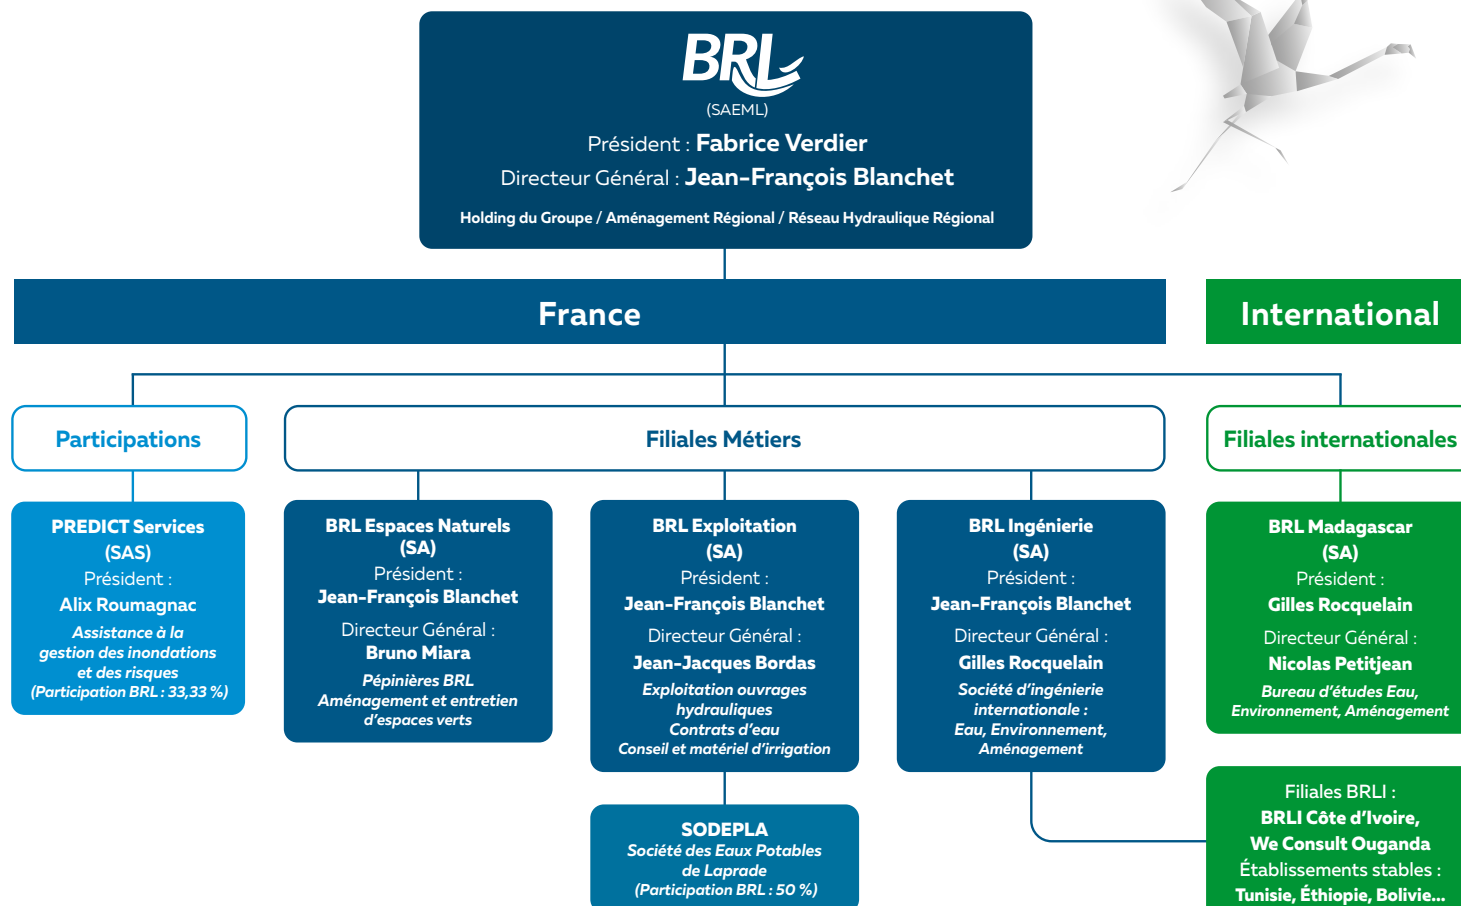 BRL
(SAEML)
Président : Fabrice Verdier
Directeur Général : Jean-François Blanchet
Holding du Groupe / Aménagement Régional / Réseau Hydraulique Régional
France
International
Participations
Filiales Métiers
Filiales internationales
PREDICT Services
(SAS)
Président :
Alix Roumagnac
Assistance à la
gestion des inondations
et des risques
(Participation BRL : 33,33 %)
BRL Espaces Naturels
(SA)
Président :
Jean-François Blanchet
Directeur Général :
Bruno Miara
Pépinières BRL
Aménagement et entretien
d’espaces verts
BRL Exploitation
(SA)
Président :
Jean-François Blanchet
Directeur Général :
Jean-Jacques Bordas
Exploitation ouvrages
hydrauliques
Contrats d’eau
Conseil et matériel d’irrigation
SODEPLA
Société des Eaux Potables
de Laprade
(Participation BRL : 50 %)
BRL Ingénierie
(SA)
Président :
Jean-François Blanchet
Directeur Général :
Gilles Rocquelain
Société d’ingénierie
internationale :
Eau, Environnement,
Aménagement
BRL Madagascar
(SA)
Président :
Gilles Rocquelain
Directeur Général :
Nicolas Petitjean
Bureau d’études Eau,
Environnement, Aménagement
Filiales BRLI :
BRLI Côte d’Ivoire,
We Consult Ouganda
Établissements stables :
Tunisie, Éthiopie, Bolivie...